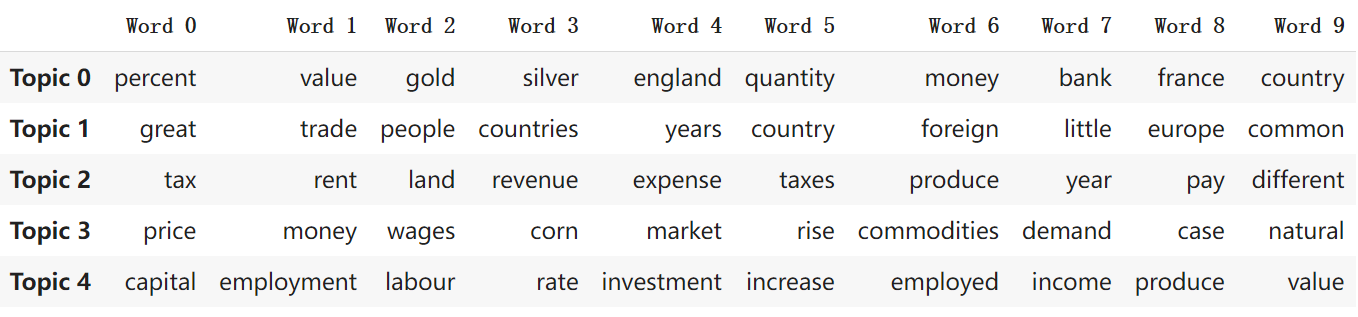 Word 0 Word 1 Word 2 Word 3 Word 4 Word 5 Word 6 Word 7 Word 8 Word 9
Topic 0 percent value gold silver england quantity money bank france country
Topic 1 great trade people countries years country foreign little europe common
Topic 2 tax rent land revenue expense taxes produce year pay different
Topic 3 price money wages corn market rise commodities demand case natural
Topic 4 capital employment labour rate investment increase employed income produce value